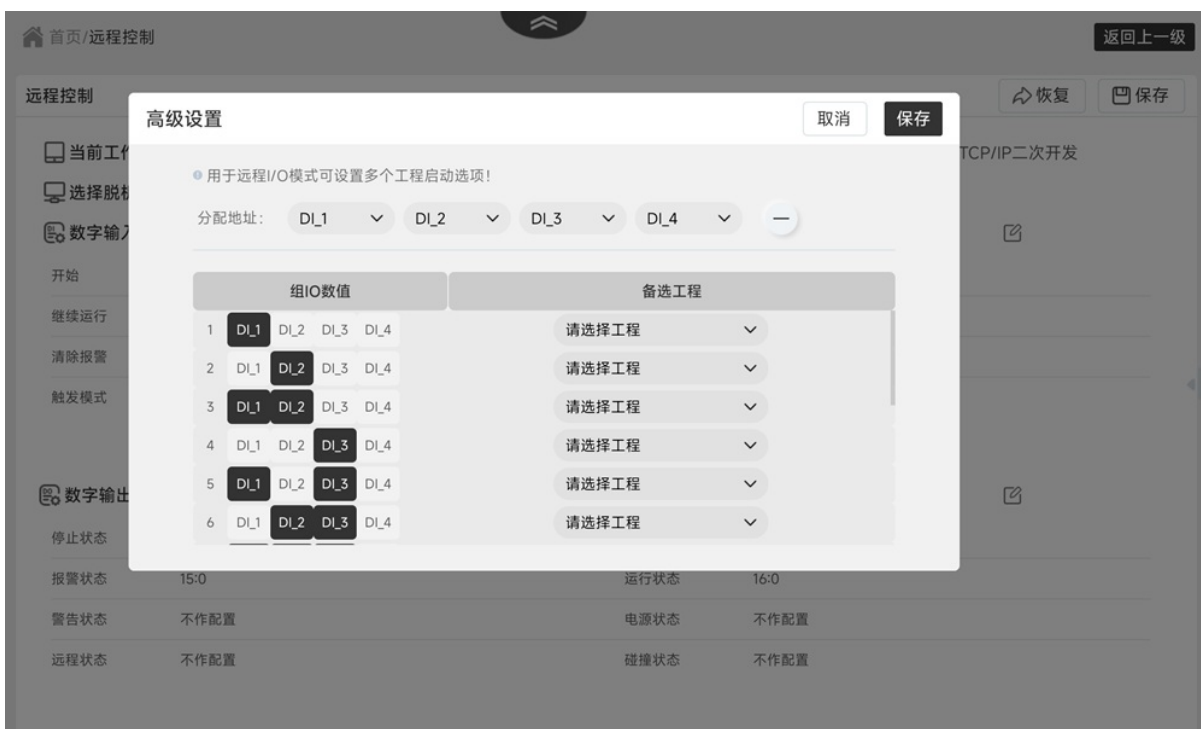 首页/远程控制
返回上一级
远程控制
恢复 保存
高级设置
取消 保存
当前工作
TCP/IP二次开发
用于远程I/O模式可设置多个工程启动选项!
选择脱机
分配地址: DI_1 DI_2 DI_3 DI_4
数字输入
开始
组IO数值 备选工程
继续运行
1 DI_1 DI_2 DI_3 DI_4 请选择工程
清除报警
2 DI_1 DI_2 DI_3 DI_4 请选择工程
触发模式
3 DI_1 DI_2 DI_3 DI_4 请选择工程
4 DI_1 DI_2 DI_3 DI_4 请选择工程
5 DI_1 DI_2 DI_3 DI_4 请选择工程
数字输出
6 DI_1 DI_2 DI_3 DI_4 请选择工程
停止状态
报警状态 15:0 运行状态 16:0
警告状态 不作配置 电源状态 不作配置
远程状态 不作配置 碰撞状态 不作配置